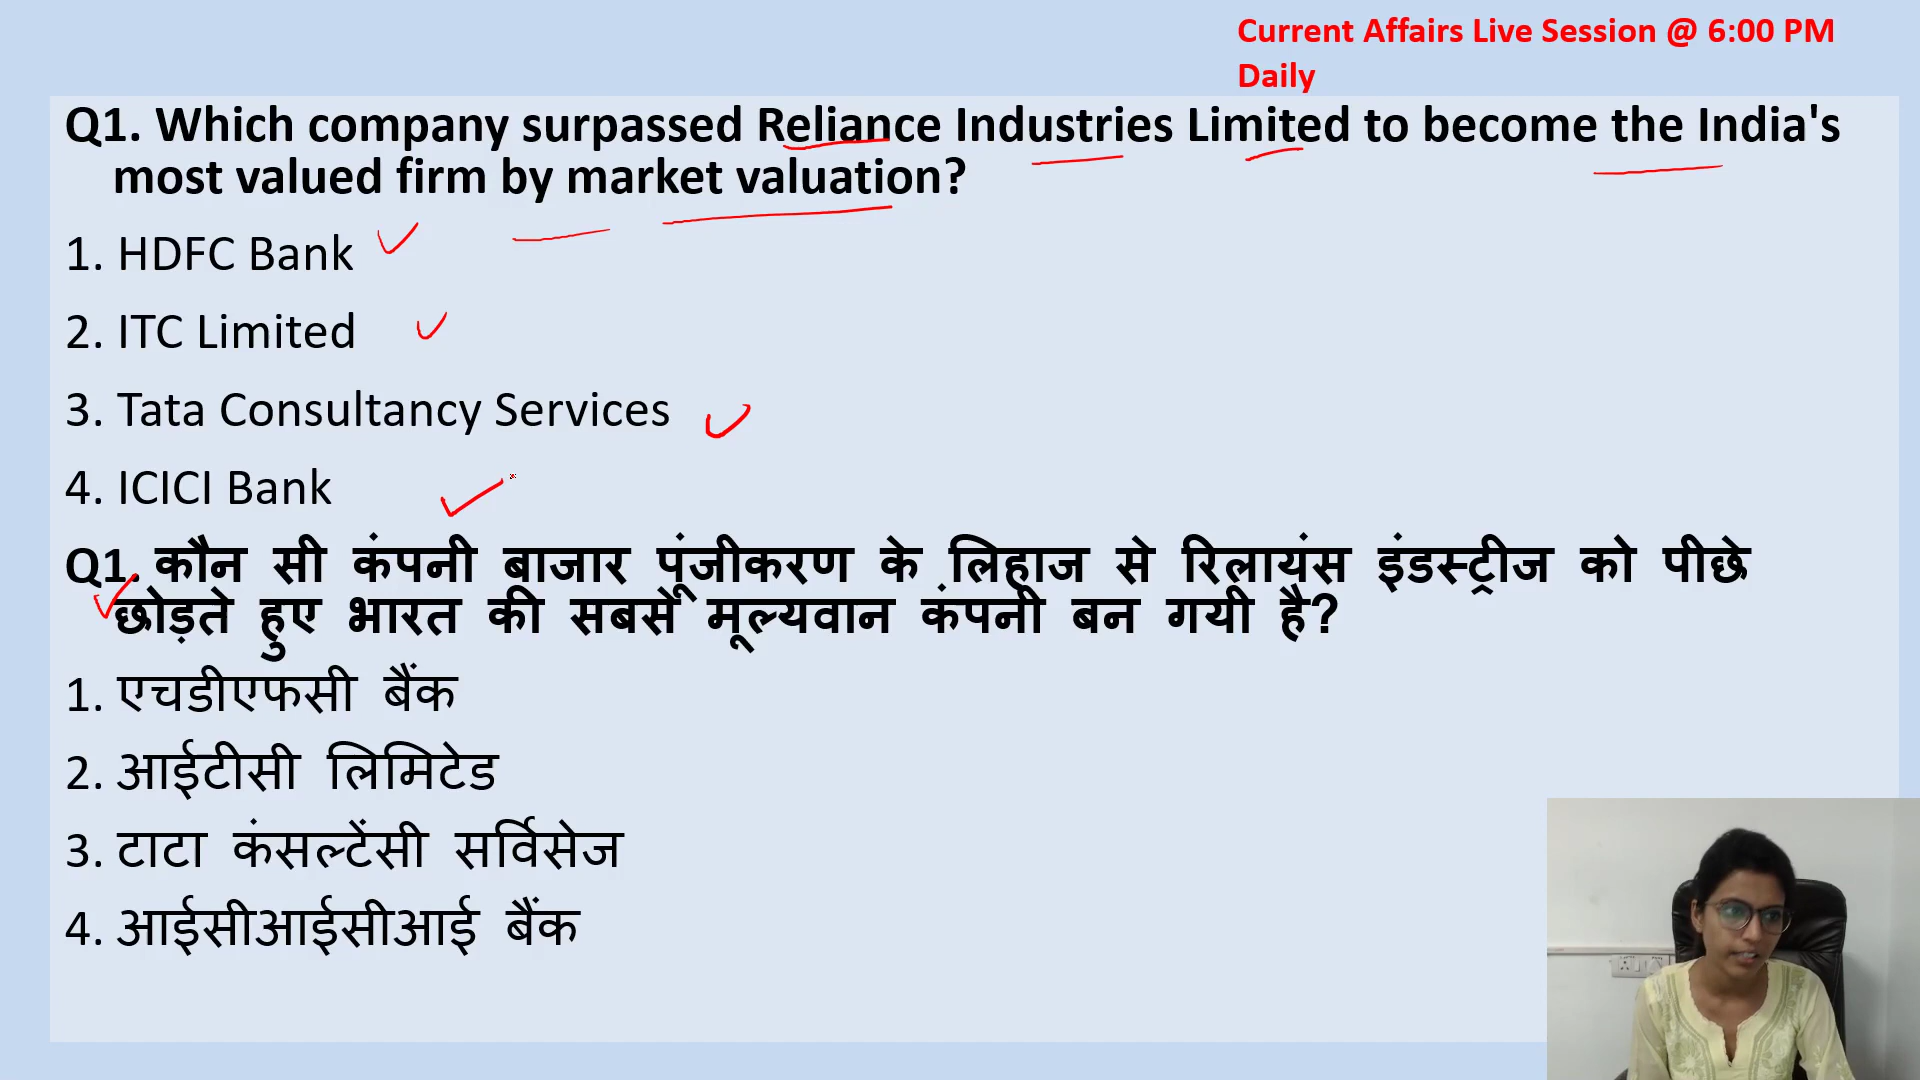 Current Affairs Live Session @ 6:00 PM
Daily
Q1. Which company surpassed Reliance Industries Limited to become the India's
most valued firm by market valuation?
1. HDFC Bank
2. ITC Limited
3. Tata Consultancy Services
4. ICICI Bank
Q1. कौन सी कंपनी बाजार पूंजीकरण के लिहाज से रिलायंस इंडस्ट्रीज को पीछे
छोड़ते हुए भारत की सबसे मूल्यवान कंपनी बन गयी है?
1. एचडीएफसी बैंक
2. आईटीसी लिमिटेड
3. टाटा कंसल्टेंसी सर्विसेज
4. आईसीआईसीआई बैंक